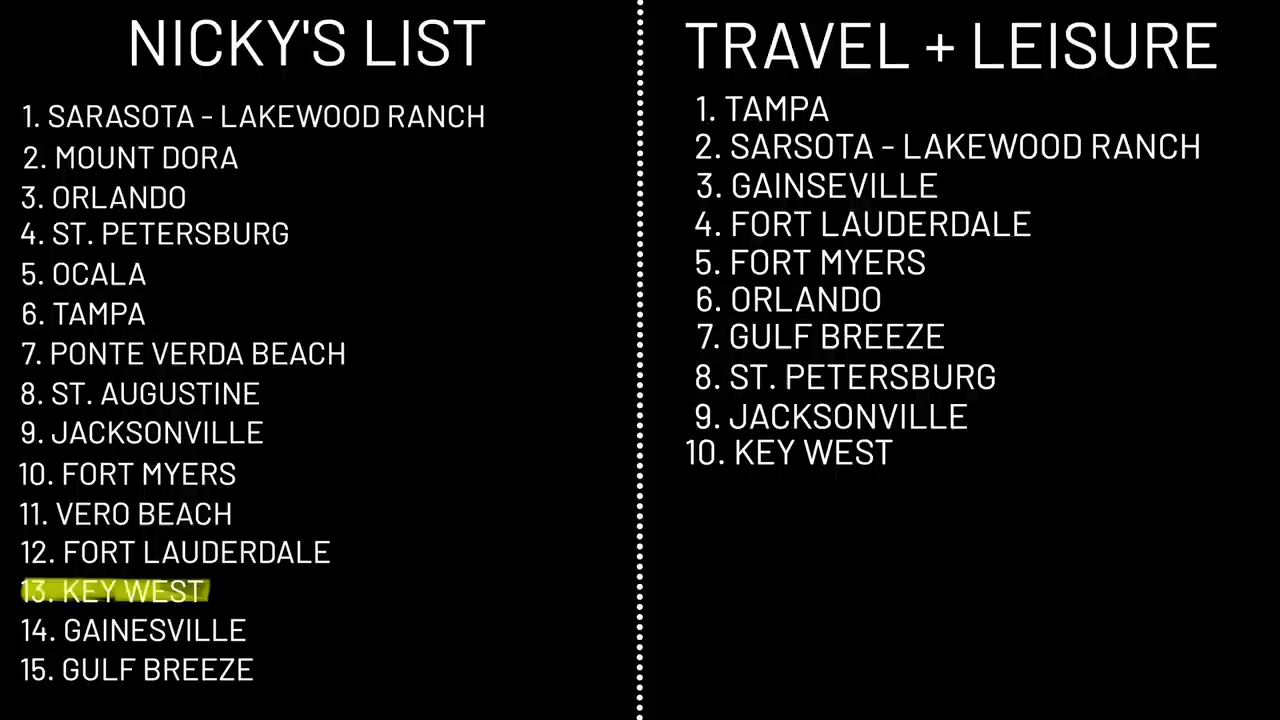 NICKY'S LIST
1. SARASOTA - LAKEWOOD RANCH
2. MOUNT DORA
3. ORLANDO
4. ST. PETERSBURG
5. OCALA
6. TAMPA
7. PONTE VERDA BEACH
8. ST. AUGUSTINE
9. JACKSONVILLE
10. FORT MYERS
11. VERO BEACH
12. FORT LAUDERDALE
13. KEY WEST
14. GAINESVILLE
15. GULF BREEZE
TRAVEL + LEISURE
1. TAMPA
2. SARSOTA - LAKEWOOD RANCH
3. GAINSEVILLE
4. FORT LAUDERDALE
5. FORT MYERS
6. ORLANDO
7. GULF BREEZE
8. ST. PETERSBURG
9. JACKSONVILLE
10. KEY WEST